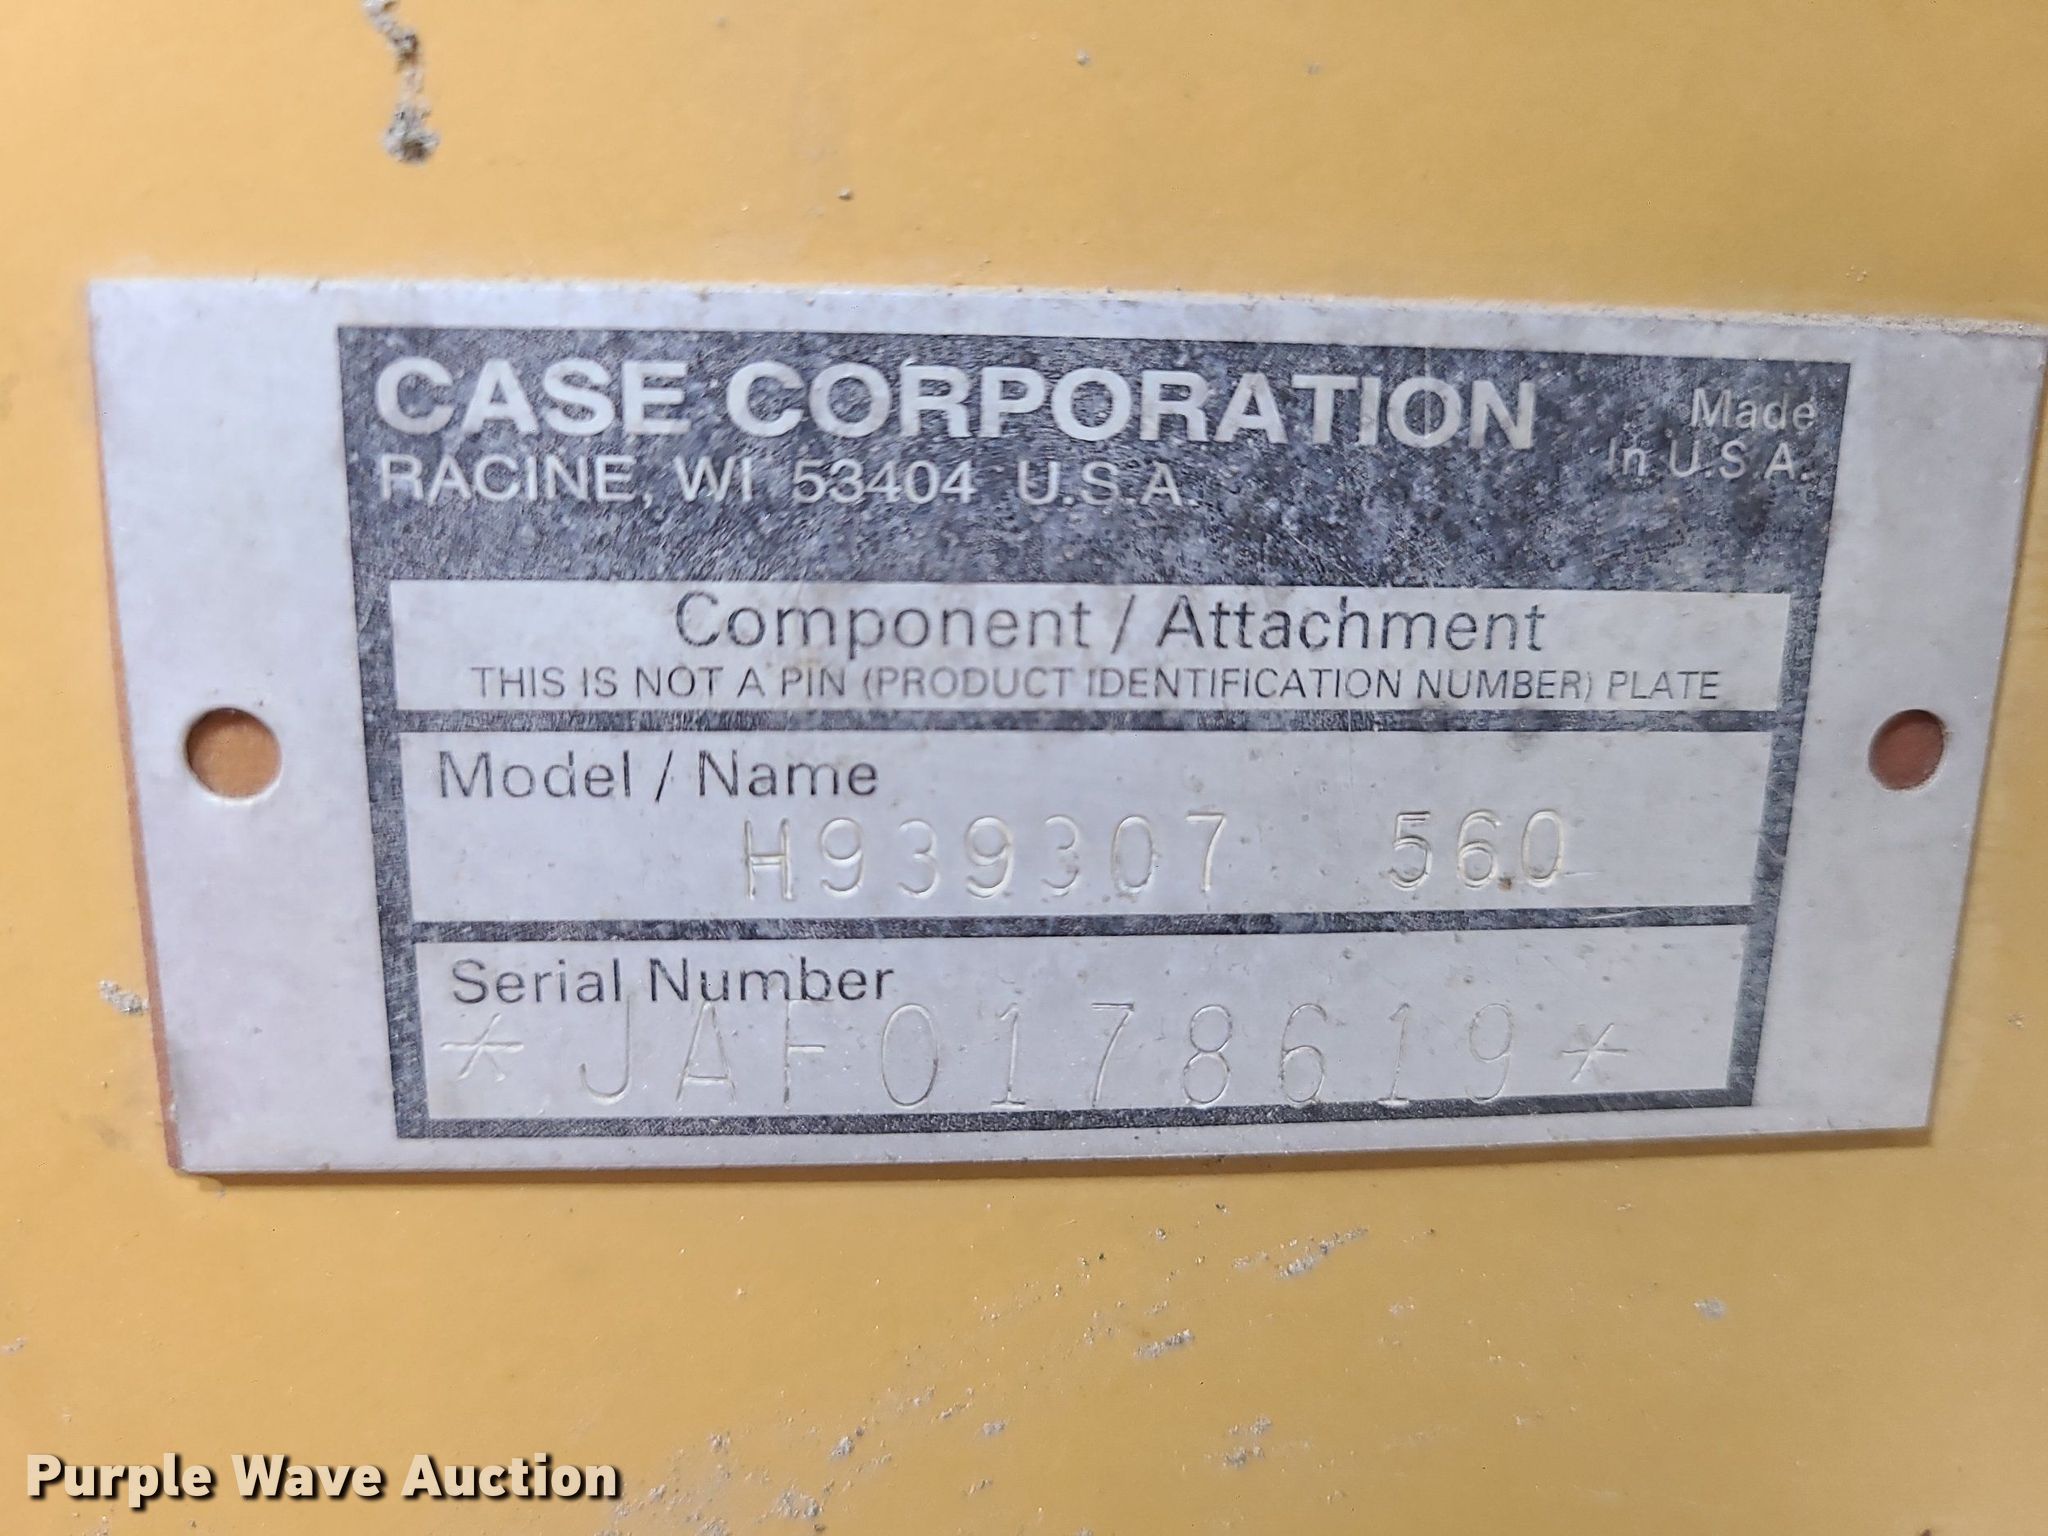 CASE CORPORATION
RACINE, WI 53404 U.S.A.
Made
In U.S.A.
Component / Attachment
THIS IS NOT A PIN (PRODUCT IDENTIFICATION NUMBER) PLATE
Model / Name
H939307 560
Serial Number
*JAF0178619*
Purple Wave Auction